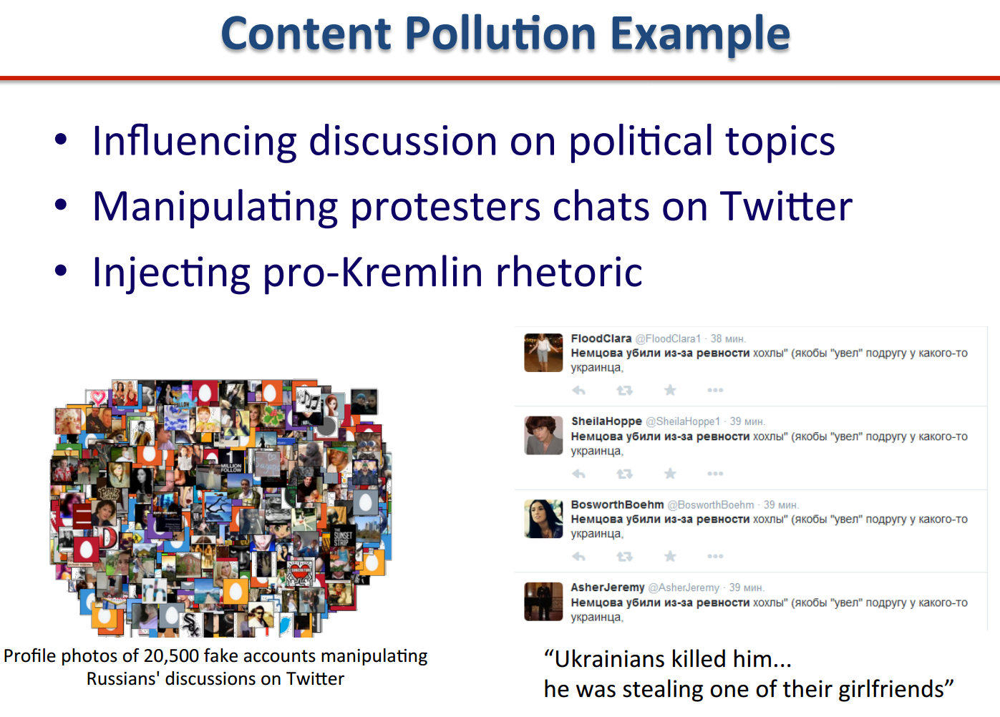 Content Pollution Example
• Influencing discussion on political topics
• Manipulating protesters chats on Twitter
• Injecting pro-Kremlin rhetoric
FoodClara @FloodClara1 · 38 мин.
Немцова убили из-за ревности хохлы" (якобы "увел" подругу у какого-то
украинца,
SheilaHoppe @SheilaHoppe1 · 39 мин.
Немцова убили из-за ревности хохлы" (якобы "увел" подругу у какого-то
украинца,
BosworthBoehm @BosworthBoehm · 39 мин.
Немцова убили из-за ревности хохлы" (якобы "увел" подругу у какого-то
украинца,
AsherJeremy @AsherJeremy · 39 мин.
Немцова убили из-за ревности хохлы" (якобы "увел" подругу у какого-то
украинца,
1
MILLION
FOLLOW
THE
SUNSET
STRIP
Profile photos of 20,500 fake accounts manipulating
Russians' discussions on Twitter
“Ukrainians killed him...
he was stealing one of their girlfriends”